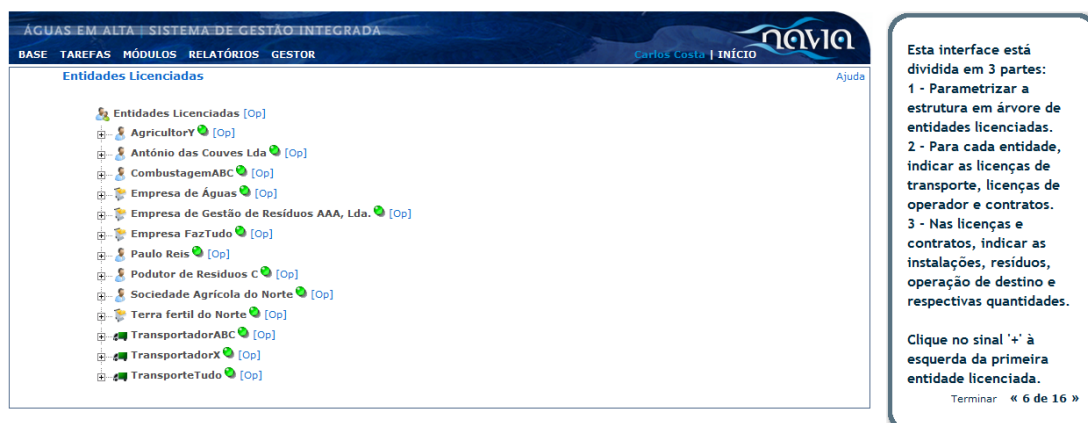 ÁGUAS EM ALTA | SISTEMA DE GESTÃO INTEGRADA
navia
BASE TAREFAS MÓDULOS RELATÓRIOS GESTOR
Carlos Costa | INÍCIO
Entidades Licenciadas
Ajuda
Entidades Licenciadas [Op]
AgricultorY [Op]
António das Couves Lda [Op]
CombustagemABC [Op]
Empresa de Águas [Op]
Empresa de Gestão de Resíduos AAA, Lda. [Op]
Empresa FazTudo [Op]
Paulo Reis [Op]
Podutor de Residuos C [Op]
Sociedade Agrícola do Norte [Op]
Terra fertil do Norte [Op]
TransportadorABC [Op]
TransportadorX [Op]
TransporteTudo [Op]
Esta interface está
dividida em 3 partes:
1 - Parametrizar a
estrutura em árvore de
entidades licenciadas.
2 - Para cada entidade,
indicar as licenças de
transporte, licenças de
operador e contratos.
3 - Nas licenças e
contratos, indicar as
instalações, resíduos,
operação de destino e
respectivas quantidades.
Clique no sinal '+' à
esquerda da primeira
entidade licenciada.
Terminar « 6 de 16 »